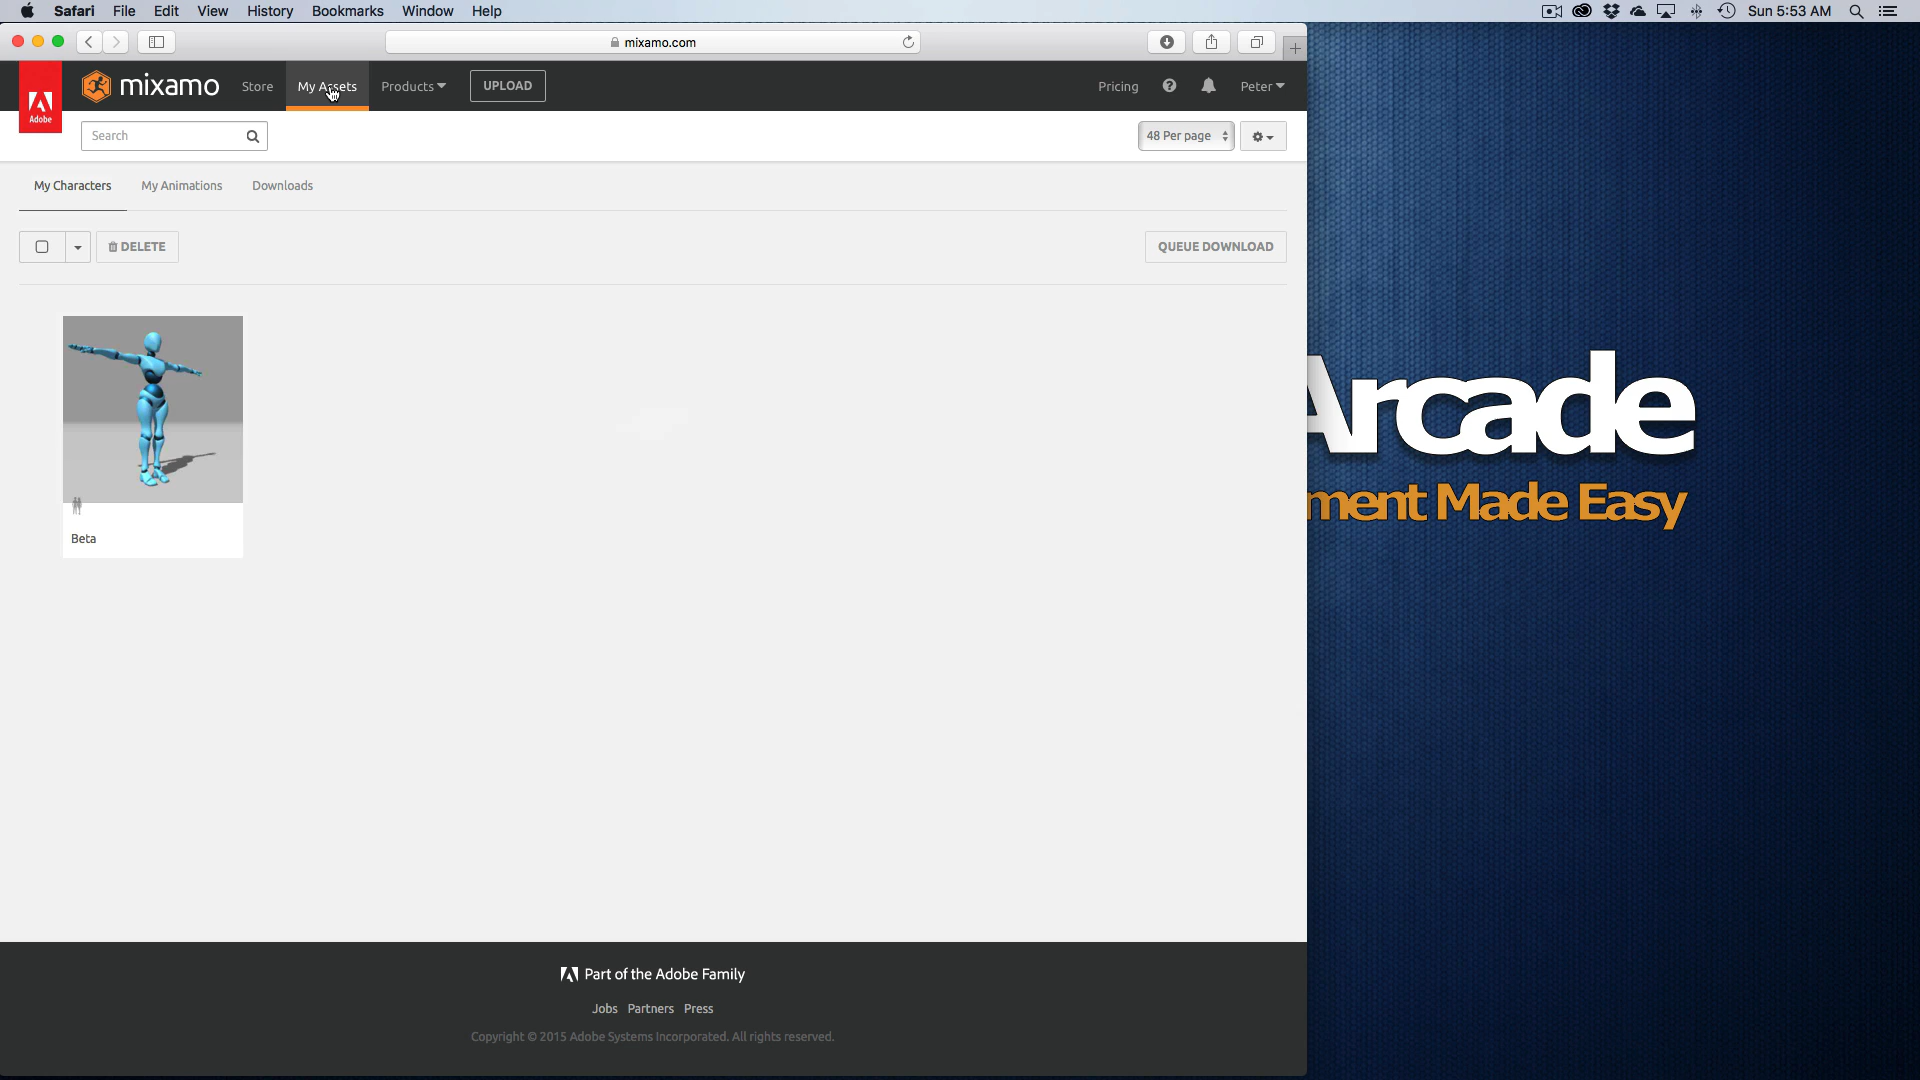 Safari File Edit View History Bookmarks Window Help
Sun 5:53 AM
mixamo.com
Adobe
mixamo Store My Assets Products UPLOAD
Pricing Peter
Search
48 Per page
My Characters My Animations Downloads
DELETE
QUEUE DOWNLOAD
Beta
Arcade
ment Made Easy
Part of the Adobe Family
Jobs Partners Press
Copyright © 2015 Adobe Systems Incorporated. All rights reserved.